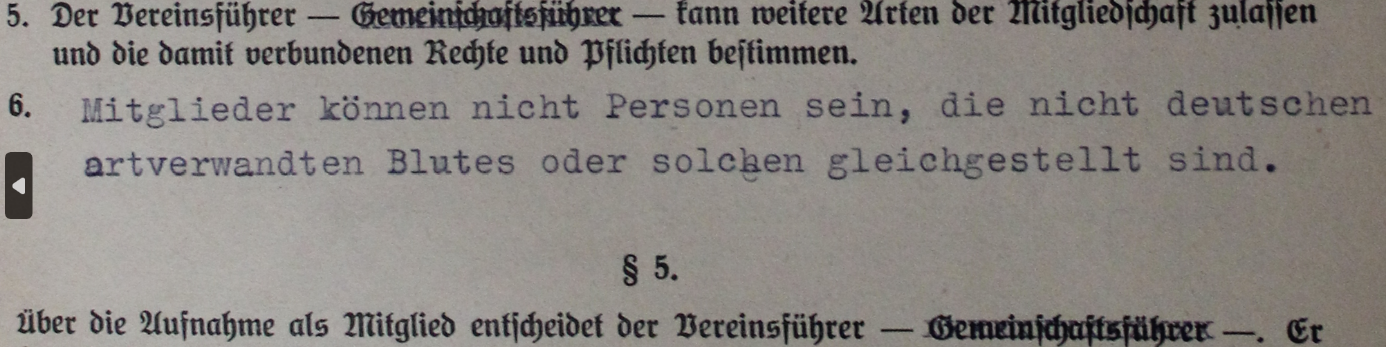 5. Der Vereinsführer — Gemeinschaftsführer — kann weitere Arten der Mitgliedschaft zulassen
und die damit verbundenen Rechte und Pflichten bestimmen.
6. Mitglieder können nicht Personen sein, die nicht deutschen
artverwandten Blutes oder solchen gleichgestellt sind.
§ 5.
Über die Aufnahme als Mitglied entscheidet der Vereinsführer — Gemeinschaftsführer —. Er